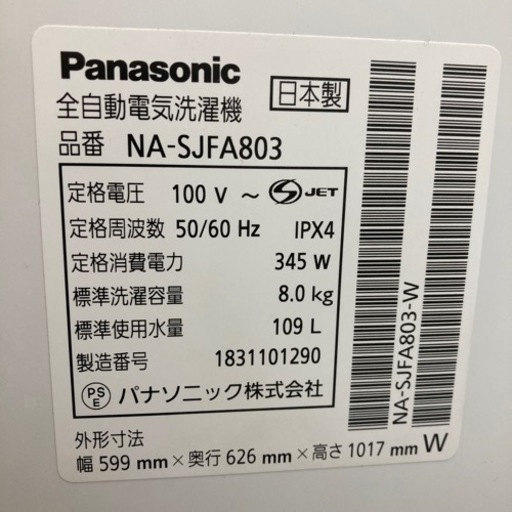 Panasonic
全自動電気洗濯機
日本製
品番 NA-SJFA803
定格電圧 100 V ～ S JET
定格周波数 50/60 Hz IPX4
定格消費電力 345 W
標準洗濯容量 8.0 kg
標準使用水量 109 L
製造番号 1831101290
PSE パナソニック株式会社
外形寸法
幅 599 mm × 奥行 626 mm × 高さ 1017 mm W
NA-SJFA803-W